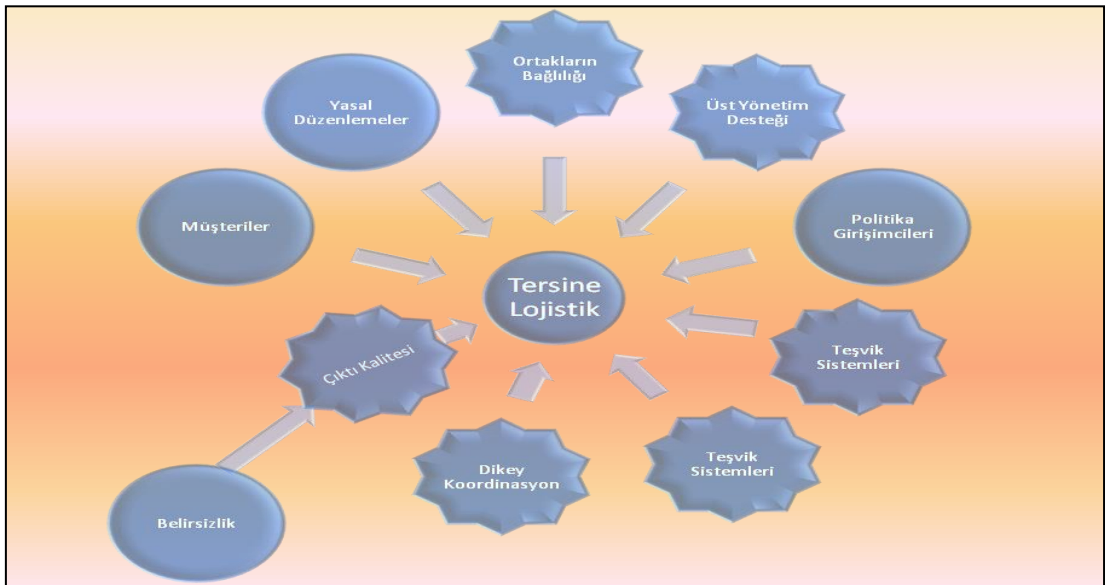 Ortakların
Bağlılığı
Yasal
Düzenlemeler
Üst Yönetim
Desteği
Müşteriler
Politika
Girişimcileri
Tersine
Lojistik
Çıktı Kalitesi
Teşvik
Sistemleri
Dikey
Koordinasyon
Teşvik
Sistemleri
Belirsizlik